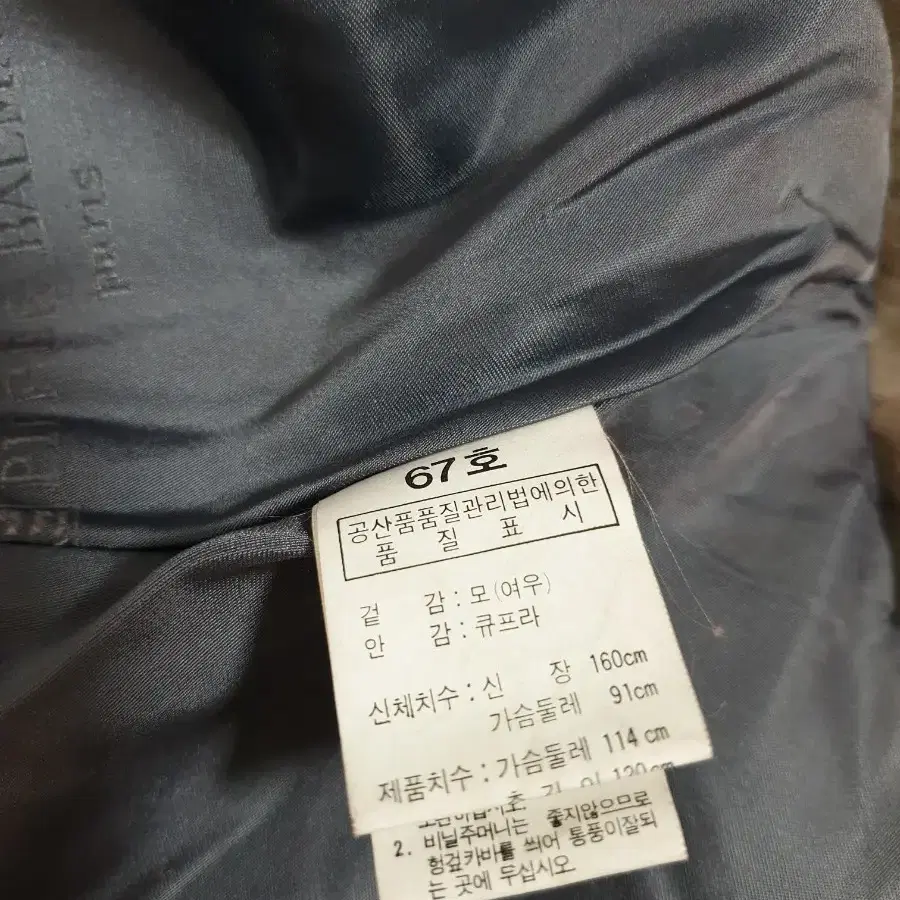 BALM
paris
67호
공산품품질관리법에의한
품 질 표 시
겉 감 : 모(여우)
안 감 : 큐프라
신체치수 : 신 장 160cm
가슴둘레 91cm
제품치수 : 가슴둘레 114cm
120cm
2. 비닐주머니는 좋지않으므로
헝겊카바를 씌어 통풍이잘되
는 곳에 두십시오